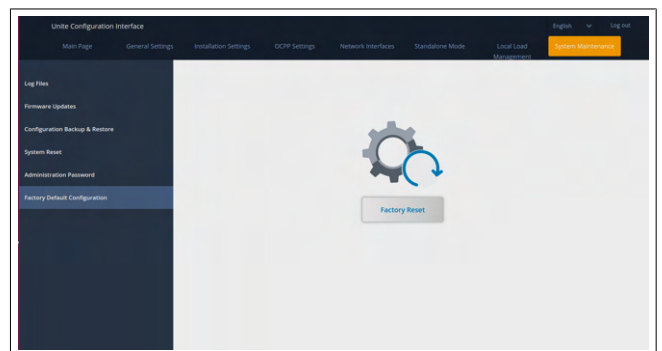 Unite Configuration Interface
English
Log out
Main Page
General Settings
Installation Settings
OCPP Settings
Network Interfaces
Standalone Mode
Local Load
Management
System Maintenance
Log Files
Firmware Updates
Configuration Backup & Restore
System Reset
Administration Password
Factory Default Configuration
Factory Reset